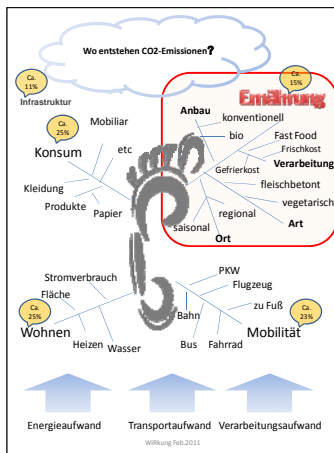 Wo entstehen CO2-Emissionen?
Ca.
11%
Infrastruktur
Ca.
15%
Ernährung
Anbau
konventionell
bio
Fast Food
Frischkost
Verarbeitung
Gefrierkost
fleischbetont
vegetarisch
Art
regional
saisonal
Ort
Ca.
25%
Konsum
Mobiliar
etc
Kleidung
Produkte
Papier
Stromverbrauch
Fläche
Ca.
25%
Wohnen
Heizen
Wasser
PKW
Flugzeug
zu Fuß
Bahn
Ca.
23%
Mobilität
Bus
Fahrrad
Energieaufwand
Transportaufwand
Verarbeitungsaufwand
WiRkung Feb.2011